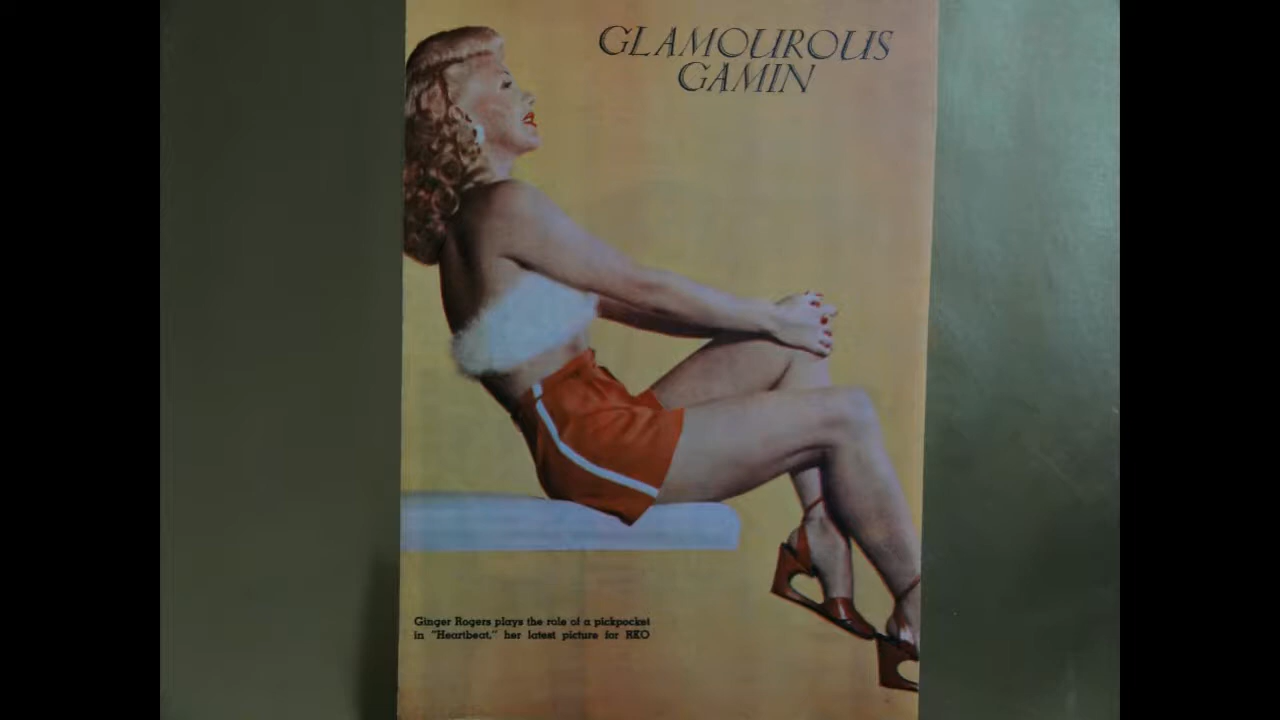 GLAMOUROUS
GAMIN
Ginger Rogers plays the role of a pickpocket
in "Heartbeat," her latest picture for RKO